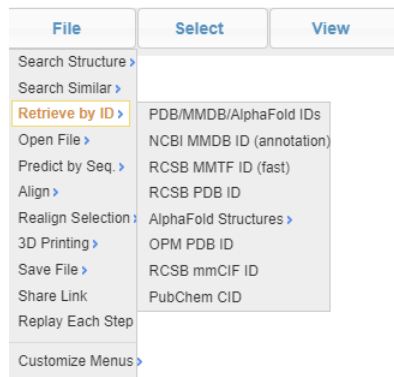 File Select View
Search Structure ›
Search Similar ›
Retrieve by ID ›
Open File ›
Predict by Seq. ›
Align ›
Realign Selection ›
3D Printing ›
Save File ›
Share Link
Replay Each Step
Customize Menus ›
PDB/MMDB/AlphaFold IDs
NCBI MMDB ID (annotation)
RCSB MMTF ID (fast)
RCSB PDB ID
AlphaFold Structures ›
OPM PDB ID
RCSB mmCIF ID
PubChem CID